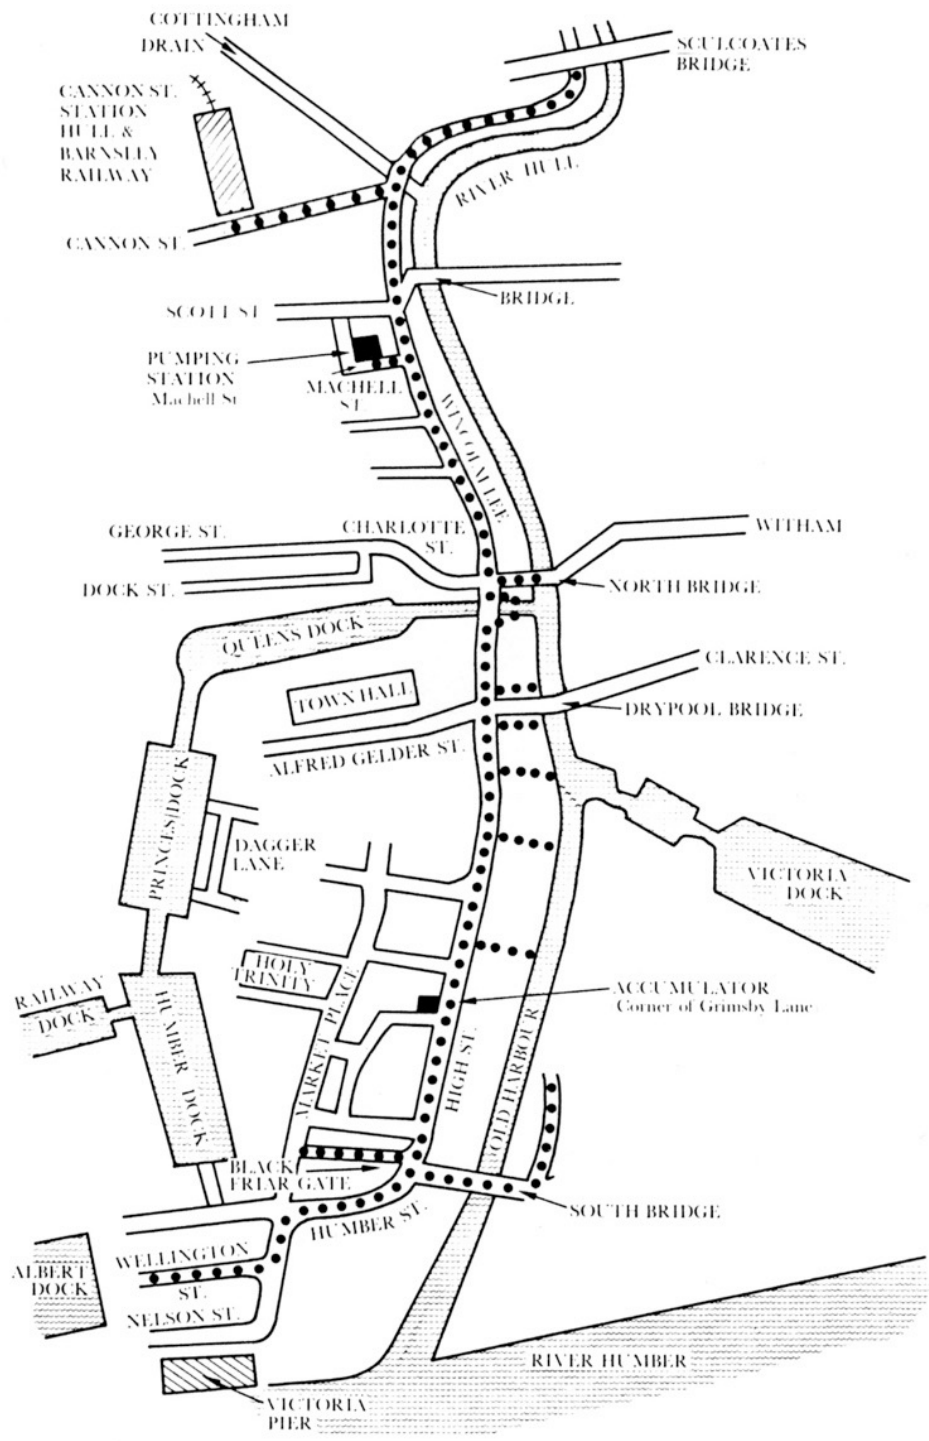 COTTINGHAM
DRAIN
SCULCOATES
BRIDGE
CANNON ST.
STATION
HULL &
BARNSLEY
RAILWAY
RIVER HULL
CANNON ST.
BRIDGE
SCOTT ST
PUMPING
STATION
Machell St
MACHELL
ST.
WINCOLMLEE
GEORGE ST.
CHARLOTTE
ST.
WITHAM
DOCK ST.
NORTH BRIDGE
QUEENS DOCK
CLARENCE ST.
TOWN HALL
DRYPOOL BRIDGE
ALFRED GELDER ST.
PRINCES DOCK
DAGGER
LANE
VICTORIA
DOCK
HOLY
TRINITY
MARKET PLACE
RAILWAY
DOCK
HUMBER DOCK
ACCUMULATOR
Corner of Grimsby Lane
HIGH ST.
OLD HARBOUR
BLACK
FRIAR GATE
SOUTH BRIDGE
HUMBER ST.
WELLINGTON
ST.
ALBERT
DOCK
NELSON ST.
RIVER HUMBER
VICTORIA
PIER